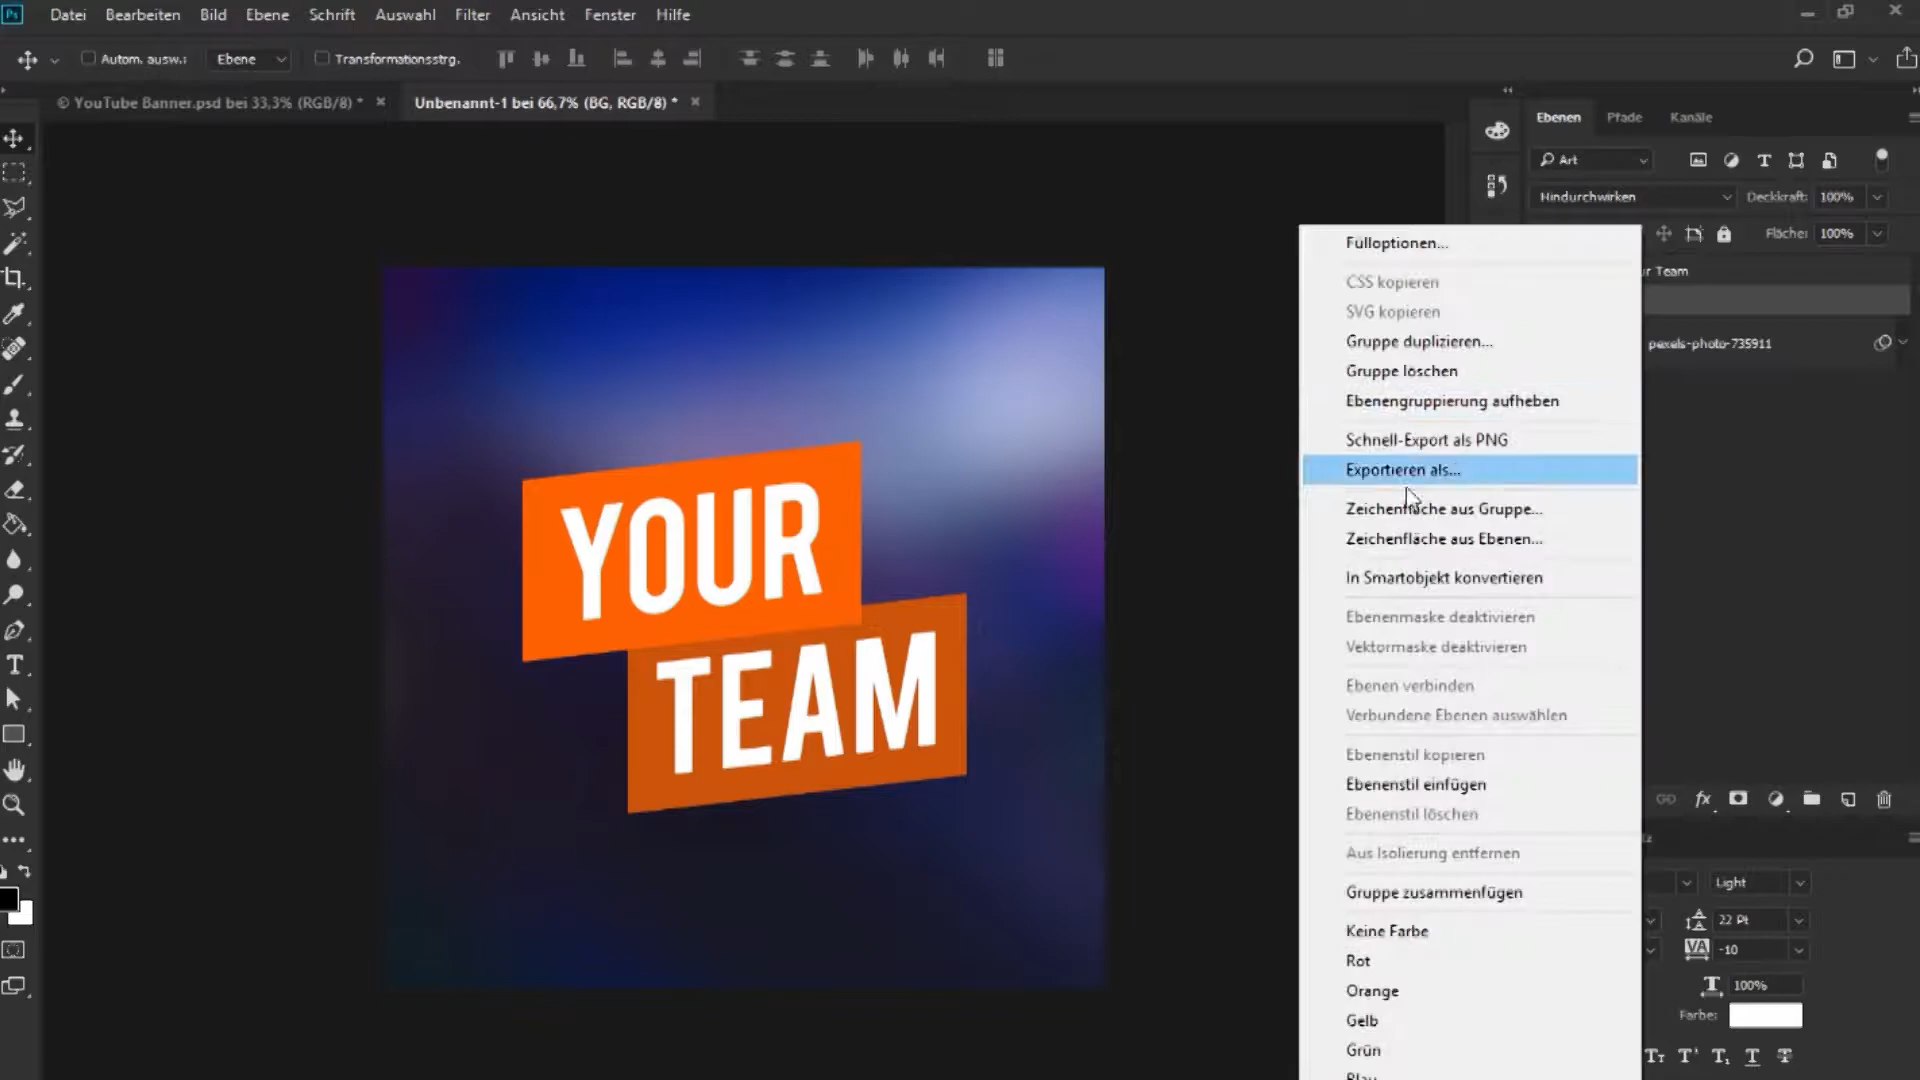 Ps
Datei Bearbeiten Bild Ebene Schrift Auswahl Filter Ansicht Fenster Hilfe
Autom. ausw.: Ebene Transformationsstrg.
© YouTube Banner.psd bei 33,3% (RGB/8) * Unbenannt-1 bei 66,7% (BG, RGB/8) *
Ebenen Pfade Kanäle
Art
Hindurchwirken Deckkraft: 100%
Fläche: 100%
ur Team
pexels-photo-735911
Fülloptionen...
CSS kopieren
SVG kopieren
Gruppe duplizieren...
Gruppe löschen
Ebenengruppierung aufheben
Schnell-Export als PNG
Exportieren als...
Zeichenfläche aus Gruppe...
Zeichenfläche aus Ebenen...
In Smartobjekt konvertieren
Ebenenmaske deaktivieren
Vektormaske deaktivieren
Ebenen verbinden
Verbundene Ebenen auswählen
Ebenenstil kopieren
Ebenenstil einfügen
Ebenenstil löschen
Aus Isolierung entfernen
Gruppe zusammenfügen
Keine Farbe
Rot
Orange
Gelb
Grün
Blau
YOUR
TEAM
fx
Light
22 Pt
VA -10
100%
Farbe: